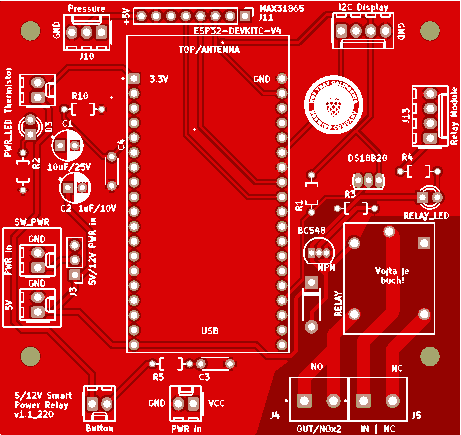 Pressure
GND
J10
+5V
MAX31865
J11
I2C Display
GND
ESP32-DEVKITC-V4
TOP/ANTENNA
3.3V
GND
Thermistor
R10
PWR_LED
D3
C1
10uF/25V
R2
C4
C2 1uF/10V
J13
Relay Module
DS18B20
R4
R3
R1
RELAY_LED
SW_PWR
GND
PWR in
5V/12V PWR in
GND
5V
J3
BC548
NPN
RELAY
Vojta je
buch!
USB
R5
C3
NO
NC
5/12V Smart
Power Relay
v1.1_220
Button
GND
VCC
PWR in
J4
OUT/NOx2
IN | NC
J5